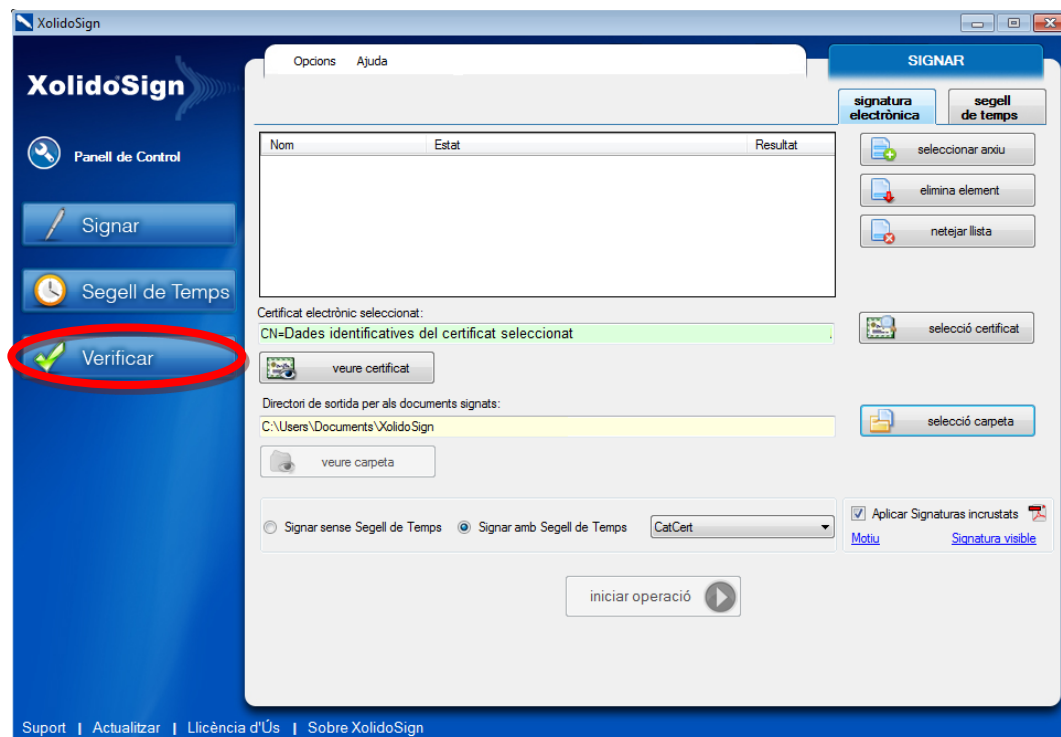 XolidoSign
XolidoSign
Panell de Control
Signar
Segell de Temps
Verificar
Opcions Ajuda
SIGNAR
signatura
electrònica
segell
de temps
Nom Estat Resultat
seleccionar arxiu
elimina element
netejar llista
Certificat electrònic seleccionat:
CN=Dades identificatives del certificat seleccionat .
selecció certificat
veure certificat
Directori de sortida per als documents signats:
C:\Users\Documents\XolidoSign
selecció carpeta
veure carpeta
Signar sense Segell de Temps Signar amb Segell de Temps CatCert
Aplicar Signaturas incrustats
Motiu Signatura visible
iniciar operació
Suport | Actualitzar | Llicència d'Ús | Sobre XolidoSign